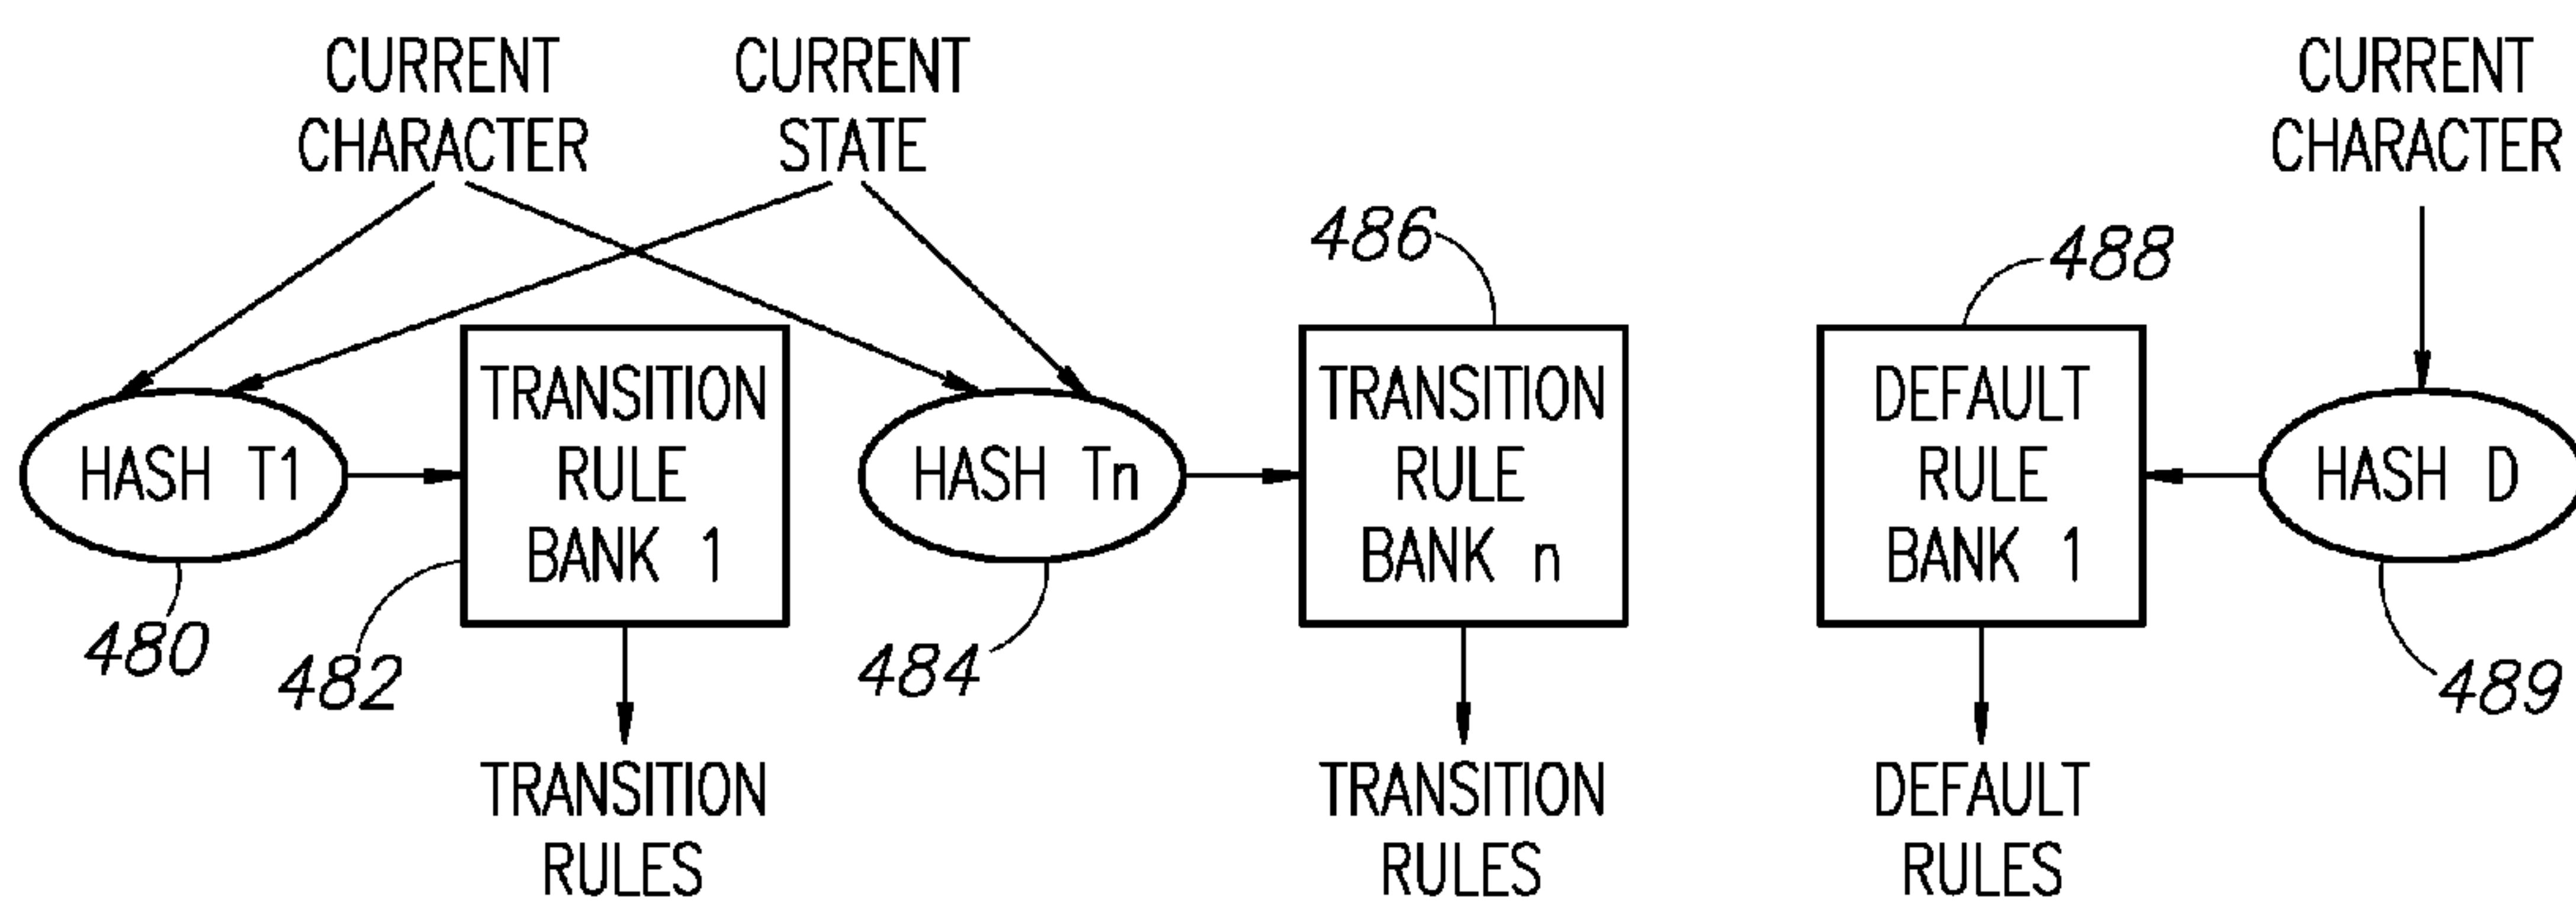 CURRENT
CHARACTER
CURRENT
STATE
CURRENT
CHARACTER
486
488
HASH T1
TRANSITION
RULE
BANK 1
HASH Tn
TRANSITION
RULE
BANK n
DEFAULT
RULE
BANK 1
HASH D
480
482
484
489
TRANSITION
RULES
TRANSITION
RULES
DEFAULT
RULES